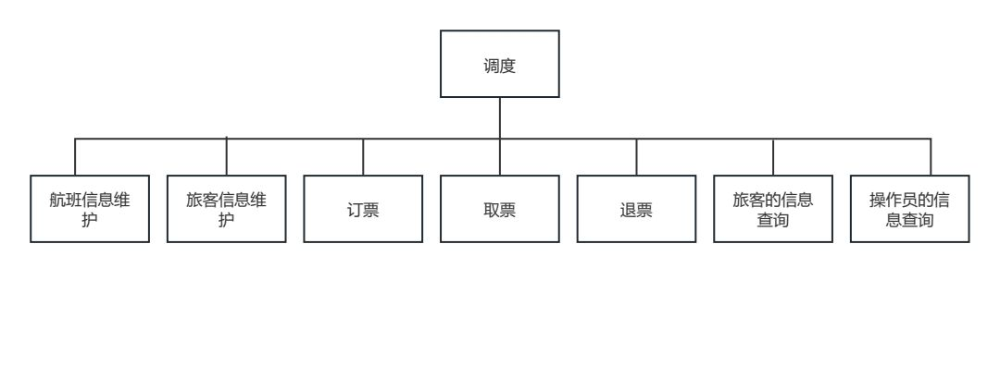 调度
航班信息维
护
旅客信息维
护
订票
取票
退票
旅客的信息
查询
操作员的信
息查询